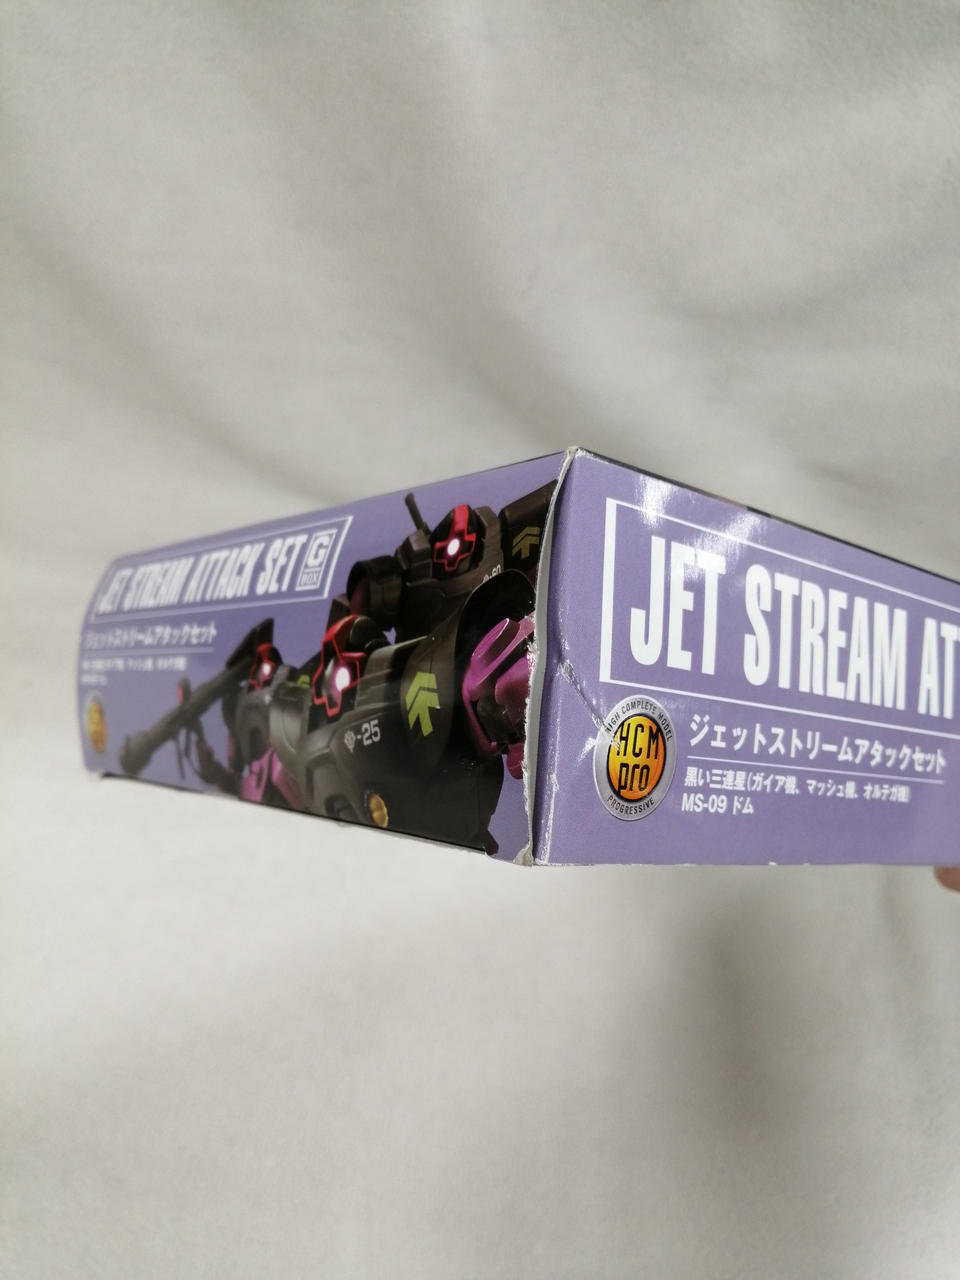 JET STREAM ATTACK SET
G
BOX
ジェットストリームアタックセット
-25
JET STREAM AT
HIGH COMPLETE MODEL
HCM
pro
PROGRESSIVE
ジェットストリームアタックセット
黒い三連星(ガイア機、マッシュ機、オルテガ機)
MS-09 ドム